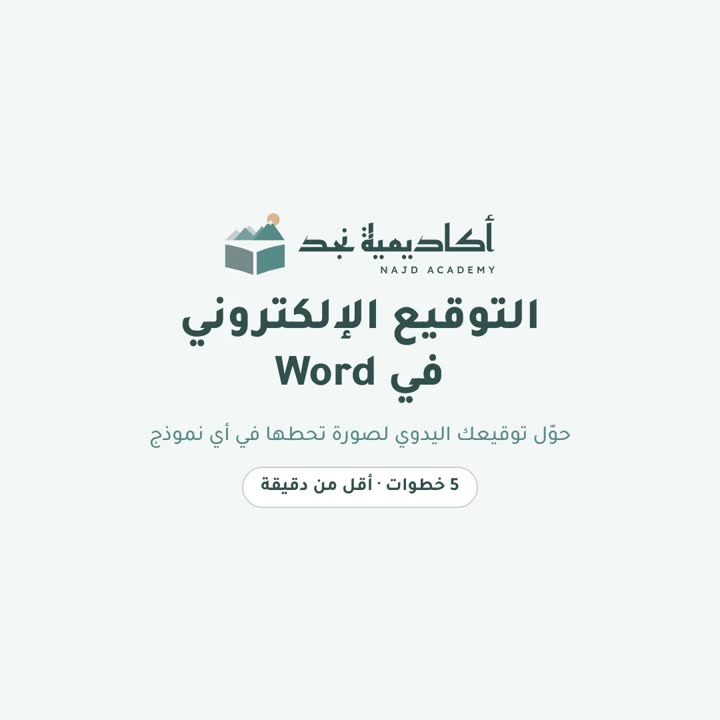 أكاديمية نجد
NAJD ACADEMY
التوقيع الإلكتروني
في Word
حوّل توقيعك اليدوي لصورة تحطها في أي نموذج
5 خطوات · أقل من دقيقة